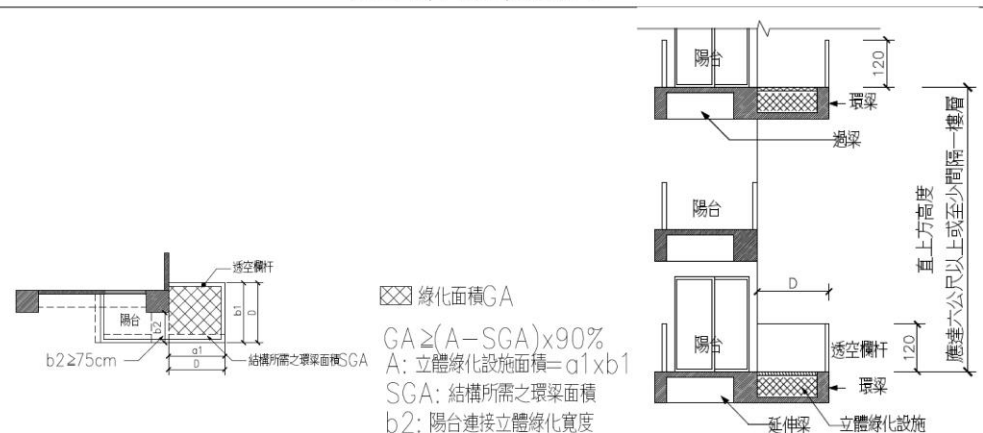 透空欄杆
陽台
b2
a1
D
b1
D
b2≥75cm
結構所需之環梁面積SGA
綠化面積GA
GA≥(A-SGA)x90%
A: 立體綠化設施面積=a1xb1
SGA: 結構所需之環梁面積
b2: 陽台連接立體綠化寬度
陽台
120
環梁
過梁
陽台
直上方高度
應達六公尺以上或至少間隔一樓層
D
陽台
透空欄杆
120
環梁
延伸梁
立體綠化設施